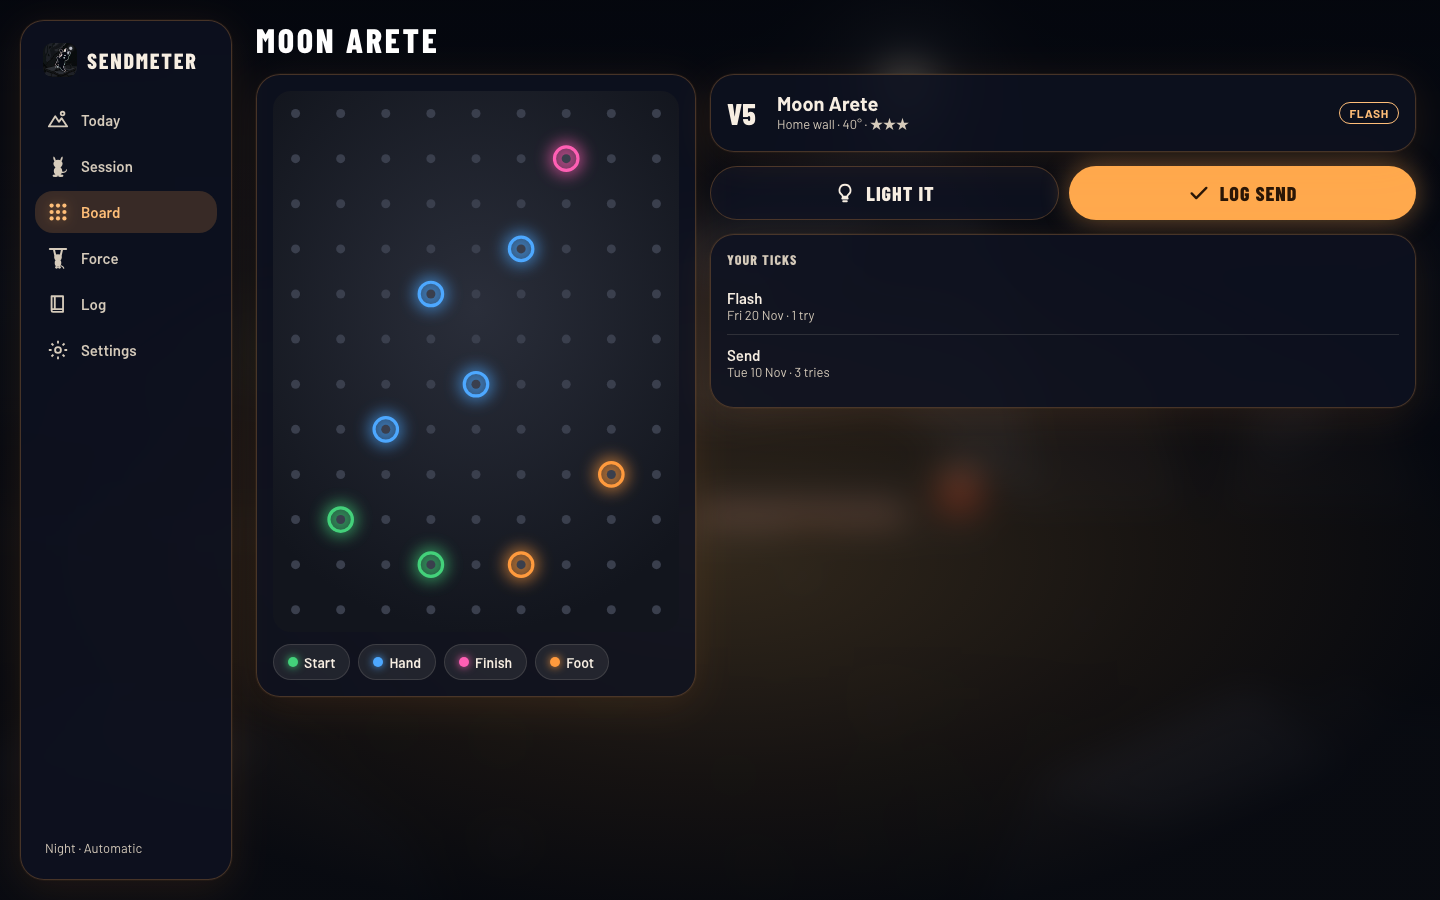 SENDMETER
Today
Session
Board
Force
Log
Settings
Night · Automatic
MOON ARETE
Start
Hand
Finish
Foot
V5
Moon Arete
Home wall · 40° · ★★★
FLASH
LIGHT IT
LOG SEND
YOUR TICKS
Flash
Fri 20 Nov · 1 try
Send
Tue 10 Nov · 3 tries